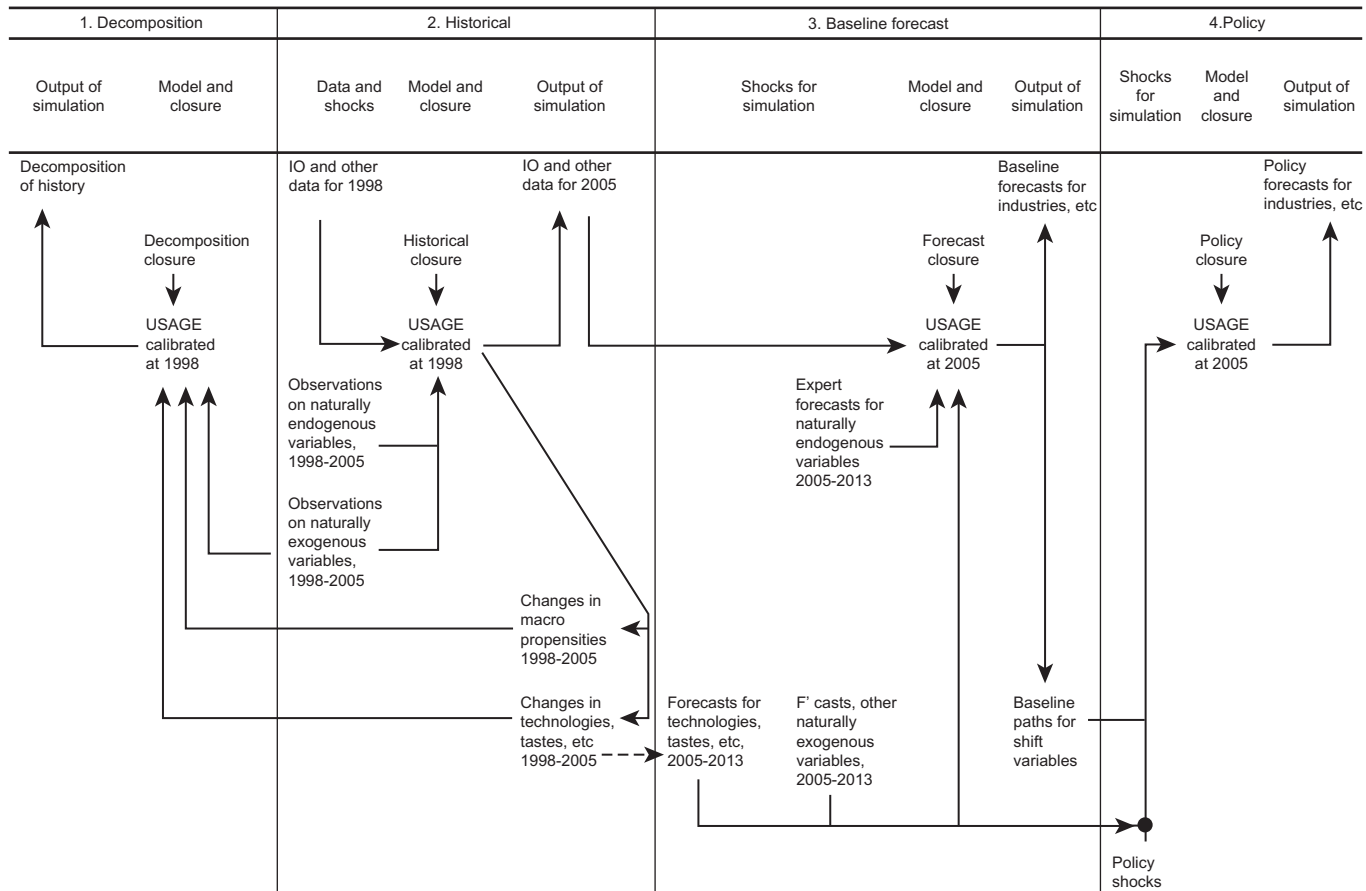 1. Decomposition
2. Historical
3. Baseline forecast
4.Policy
Output of
simulation
Model and
closure
Data and
shocks
Model and
closure
Output of
simulation
Shocks for
simulation
Model and
closure
Output of
simulation
Shocks
for
simulation
Model
and
closure
Output of
simulation
Decomposition
of history
Decomposition
closure
USAGE
calibrated
at 1998
IO and other
data for 1998
Historical
closure
USAGE
calibrated
at 1998
IO and other
data for 2005
Observations
on naturally
endogenous
variables,
1998-2005
Observations
on naturally
exogenous
variables,
1998-2005
Changes in
macro
propensities
1998-2005
Changes in
technologies,
tastes, etc
1998-2005
Baseline
forecasts for
industries, etc
Forecast
closure
USAGE
calibrated
at 2005
Expert
forecasts for
naturally
endogenous
variables
2005-2013
Forecasts for
technologies,
tastes, etc,
2005-2013
F' casts, other
naturally
exogenous
variables,
2005-2013
Baseline
paths for
shift
variables
Policy
forecasts for
industries, etc
Policy
closure
USAGE
calibrated
at 2005
Policy
shocks